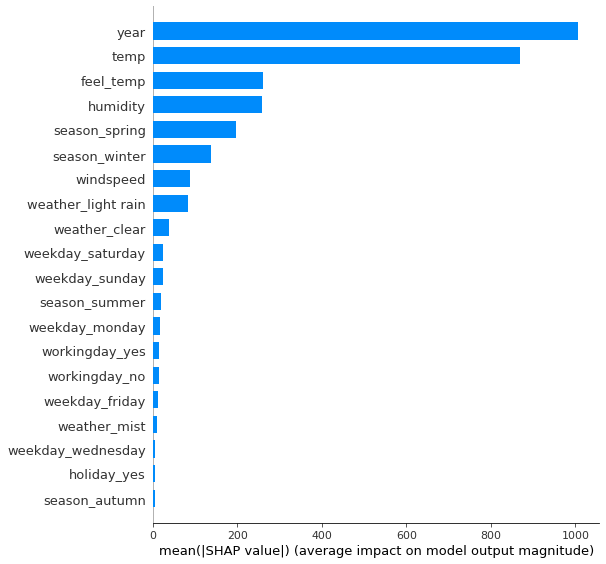 year
temp
feel_temp
humidity
season_spring
season_winter
windspeed
weather_light rain
weather_clear
weekday_saturday
weekday_sunday
season_summer
weekday_monday
workingday_yes
workingday_no
weekday_friday
weather_mist
weekday_wednesday
holiday_yes
season_autumn
0 200 400 600 800 1000
mean(|SHAP value|) (average impact on model output magnitude)